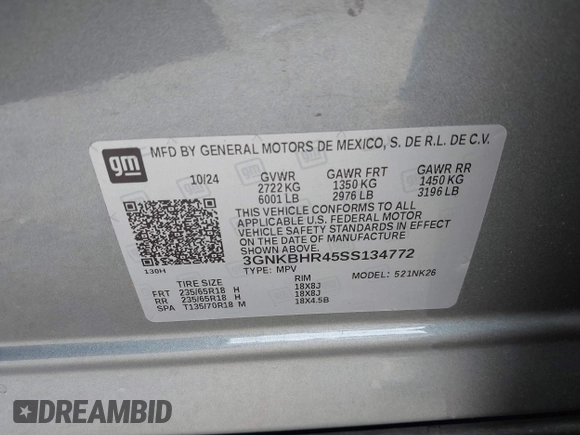 gm MFD BY GENERAL MOTORS DE MEXICO, S. DE R.L. DE C.V.
10/24 GVWR GAWR FRT GAWR RR
2722 KG 1350 KG 1450 KG
6001 LB 2976 LB 3196 LB
THIS VEHICLE CONFORMS TO ALL
APPLICABLE U.S. FEDERAL MOTOR
VEHICLE SAFETY STANDARDS IN EFFECT
ON THE DATE OF MANUFACTURE
SHOWN ABOVE.
3GNKBHR45SS134772
130H TYPE: MPV MODEL: 521NK26
TIRE SIZE RIM
FRT 235/65R18 H 18X8J
RR 235/65R18 H 18X8J
SPA T135/70R18 M 18X4.5B
DREAMBID